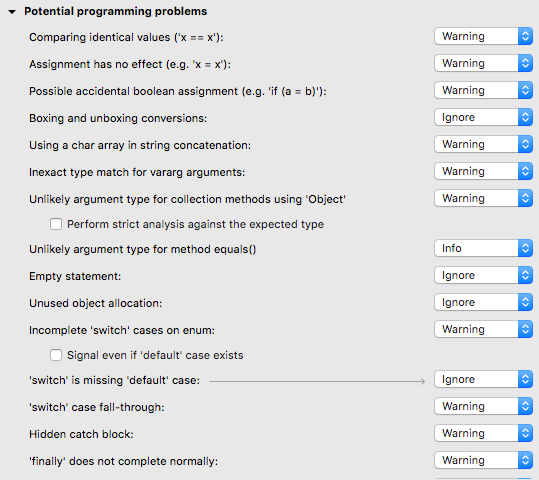 Potential programming problems
Comparing identical values ('x == x'): Warning
Assignment has no effect (e.g. 'x = x'): Warning
Possible accidental boolean assignment (e.g. 'if (a = b)'): Warning
Boxing and unboxing conversions: Ignore
Using a char array in string concatenation: Warning
Inexact type match for vararg arguments: Warning
Unlikely argument type for collection methods using 'Object' Warning
Perform strict analysis against the expected type
Unlikely argument type for method equals() Info
Empty statement: Ignore
Unused object allocation: Ignore
Incomplete 'switch' cases on enum: Warning
Signal even if 'default' case exists
'switch' is missing 'default' case: Ignore
'switch' case fall-through: Warning
Hidden catch block: Warning
'finally' does not complete normally: Warning